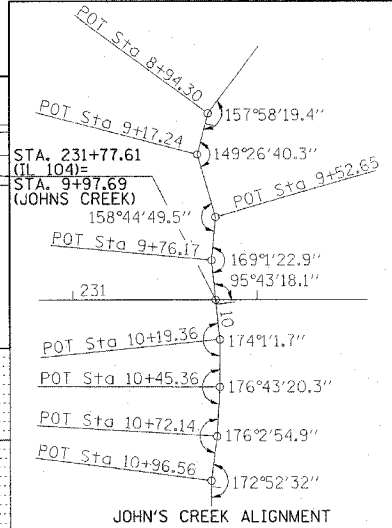 POT Sta 8+94.30
157°58'19.4"
POT Sta 9+17.24
149°26'40.3"
STA. 231+77.61
(IL 104)=
STA. 9+97.69
(JOHNS CREEK)
POT Sta 9+52.65
158°44'49.5"
POT Sta 9+76.17
169°1'22.9"
95°43'18.1"
231
10
POT Sta 10+19.36
174°1'1.7"
POT Sta 10+45.36
176°43'20.3"
POT Sta 10+72.14
176°2'54.9"
POT Sta 10+96.56
172°52'32"
JOHN'S CREEK ALIGNMENT